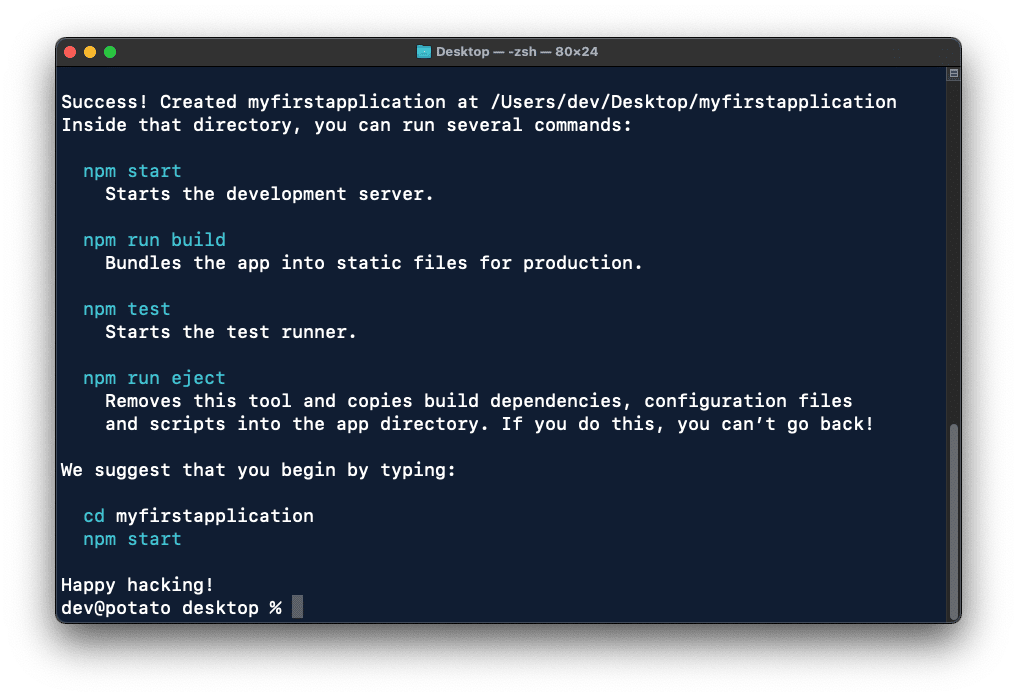 Desktop — -zsh — 80×24
Success! Created myfirstapplication at /Users/dev/Desktop/myfirstapplication
Inside that directory, you can run several commands:
npm start
Starts the development server.
npm run build
Bundles the app into static files for production.
npm test
Starts the test runner.
npm run eject
Removes this tool and copies build dependencies, configuration files
and scripts into the app directory. If you do this, you can’t go back!
We suggest that you begin by typing:
cd myfirstapplication
npm start
Happy hacking!
dev@potato desktop %